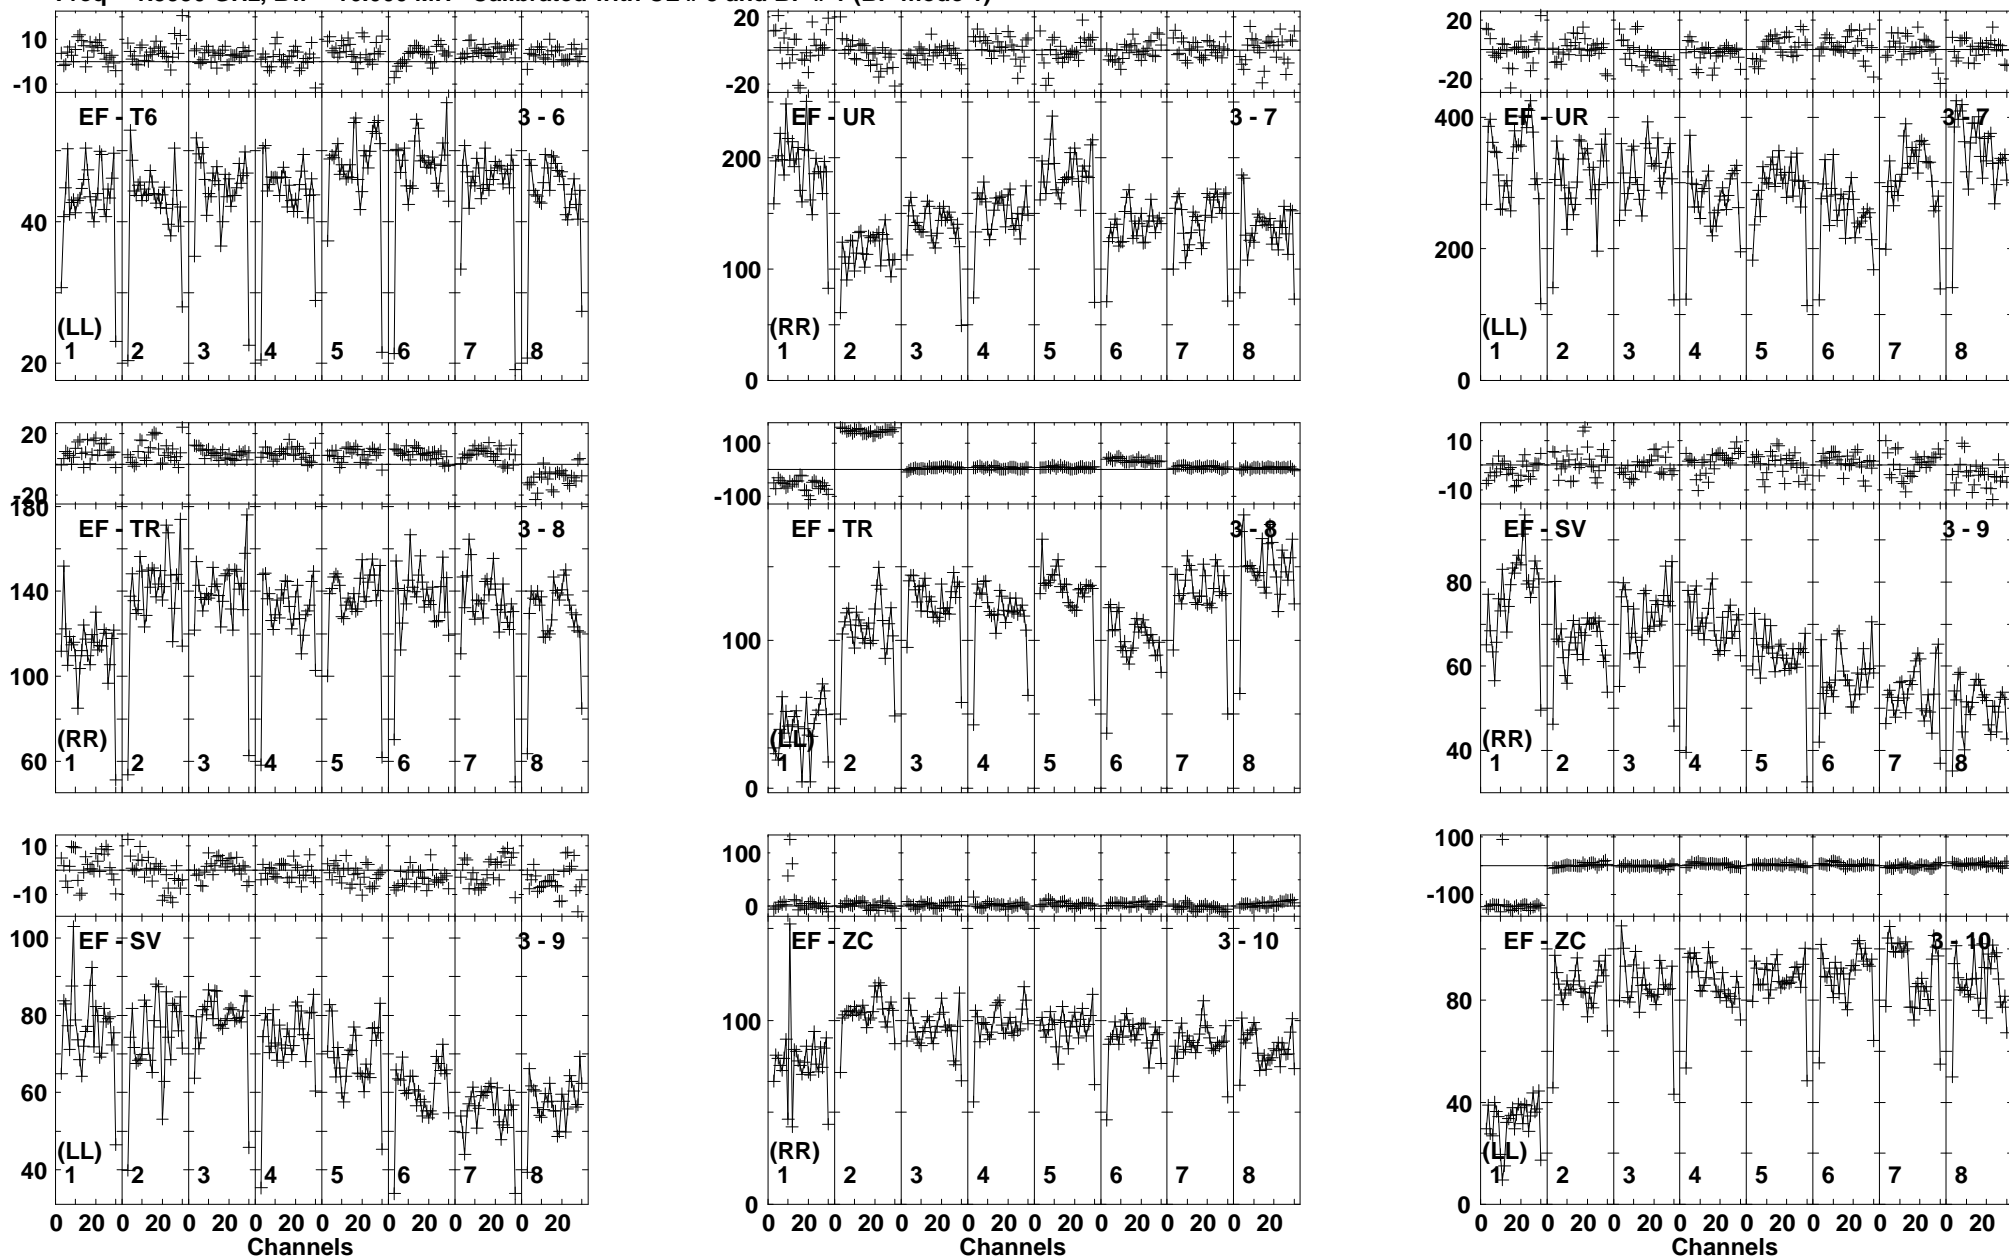 10 -10 EF - T6 3 - 6 40 20 (LL) 1 2 3 4 5 6 7 8
20 -20 EF - UR 3 - 7 200 100 0 (RR) 1 2 3 4 5 6 7 8
20 -20 EF - UR 3 - 7 400 200 0 (LL) 1 2 3 4 5 6 7 8
20 -20 180 EF - TR 3 - 8 140 100 60 (RR) 1 2 3 4 5 6 7 8
100 -100 EF - TR 3 - 8 100 0 (LL) 1 2 3 4 5 6 7 8
10 -10 EF - SV 3 - 9 80 60 40 (RR) 1 2 3 4 5 6 7 8
10 -10 100 EF - SV 3 - 9 80 60 40 (LL) 1 2 3 4 5 6 7 8
100 0 EF - ZC 3 - 10 100 0 (RR) 1 2 3 4 5 6 7 8
100 -100 EF - ZC 3 - 10 80 40 0 (LL) 1 2 3 4 5 6 7 8
0 20 0 20 0 20 0 20 0 20 0 20 0 20 0 20
Channels
0 20 0 20 0 20 0 20 0 20 0 20 0 20 0 20
Channels
0 20 0 20 0 20 0 20 0 20 0 20 0 20 0 20
Channels